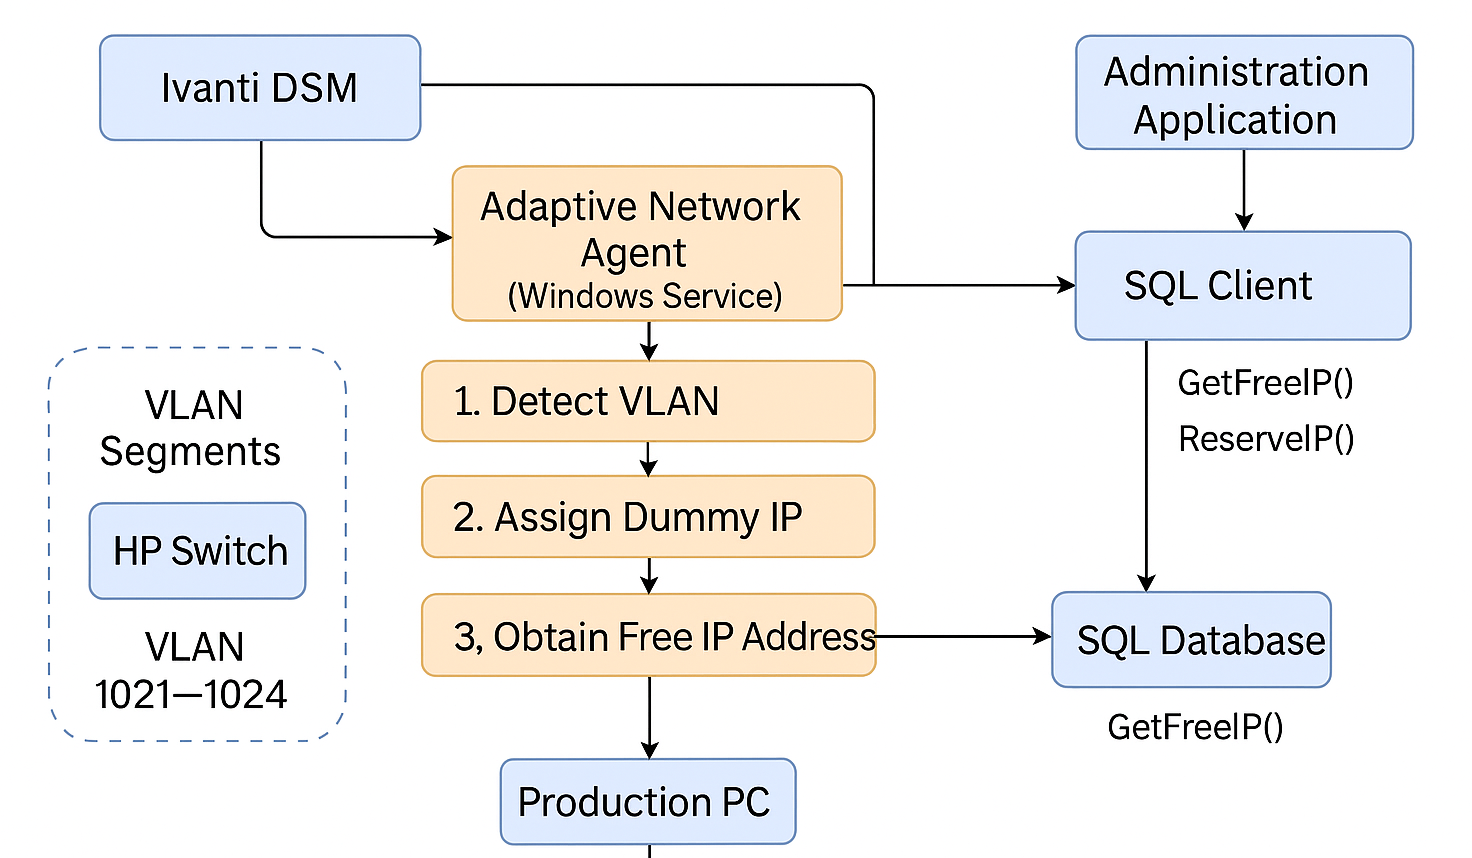 Ivanti DSM
Administration
Application
Adaptive Network
Agent
(Windows Service)
SQL Client
1. Detect VLAN
GetFreeIP()
ReserveIP()
2. Assign Dummy IP
3, Obtain Free IP Address
SQL Database
GetFreeIP()
Production PC
VLAN
Segments
HP Switch
VLAN
1021—1024